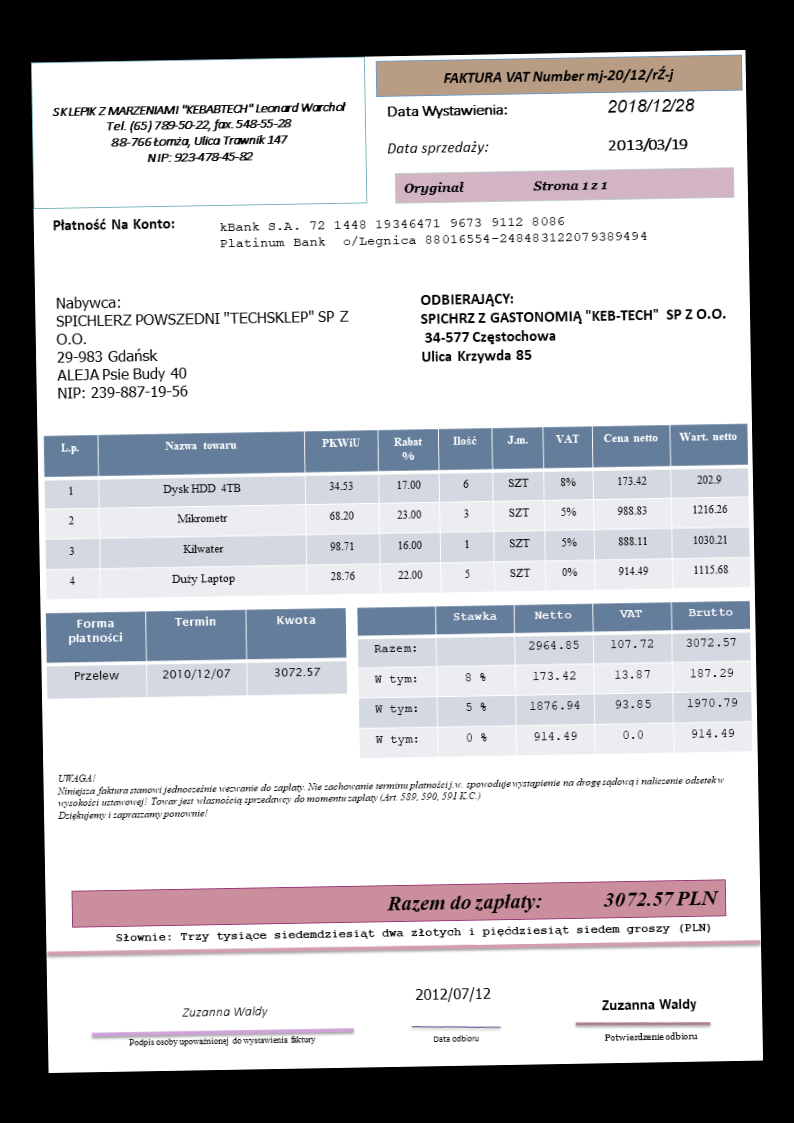 SKLEPIK Z MARZENIAMI "KEBABTECH" Leonard Warchoł
Tel. (65) 789-50-22, fax. 548-55-28
88-766 Łomża, Ulica Trawnik 147
NIP: 923-478-45-82
FAKTURA VAT Number mj-20/12/rŹ-j
Data Wystawienia: 2018/12/28
Data sprzedaży: 2013/03/19
Oryginał Strona 1 z 1
Płatność Na Konto: kBank S.A. 72 1448 19346471 9673 9112 8086
Platinum Bank o/Legnica 88016554-248483122079389494
Nabywca:
SPICHLERZ POWSZEDNI "TECHSKLEP" SP Z
O.O.
29-983 Gdańsk
ALEJA Psie Budy 40
NIP: 239-887-19-56
ODBIERAJĄCY:
SPICHRZ Z GASTONOMIĄ "KEB-TECH" SP Z O.O.
34-577 Częstochowa
Ulica Krzywda 85
L.p. Nazwa towaru PKWiU Rabat % Ilość J.m. VAT Cena netto Wart. netto
1 Dysk HDD 4TB 34.53 17.00 6 SZT 8% 173.42 202.9
2 Mikrometr 68.20 23.00 3 SZT 5% 988.83 1216.26
3 Kilwater 98.71 16.00 1 SZT 5% 888.11 1030.21
4 Duży Laptop 28.76 22.00 5 SZT 0% 914.49 1115.68
Forma płatności Termin Kwota
Przelew 2010/12/07 3072.57
Stawka Netto VAT Brutto
Razem: 2964.85 107.72 3072.57
W tym: 8 % 173.42 13.87 187.29
W tym: 5 % 1876.94 93.85 1970.79
W tym: 0 % 914.49 0.0 914.49
UWAGA!
Niniejsza faktura stanowi jednocześnie wezwanie do zapłaty. Nie zachowanie terminu płatności j.w. spowoduje wystąpienie na drogę sądową i naliczenie odsetek w
wysokości ustawowej! Towar jest własnością sprzedawcy do momentu zapłaty (Art. 589, 590, 591 K.C.)
Dziękujemy i zapraszamy ponownie!
Razem do zapłaty: 3072.57 PLN
Słownie: Trzy tysiące siedemdziesiąt dwa złotych i pięćdziesiąt siedem groszy (PLN)
Zuzanna Waldy 2012/07/12 Zuzanna Waldy
Podpis osoby upoważnionej do wystawienia faktury Data odbioru Potwierdzenie odbioru